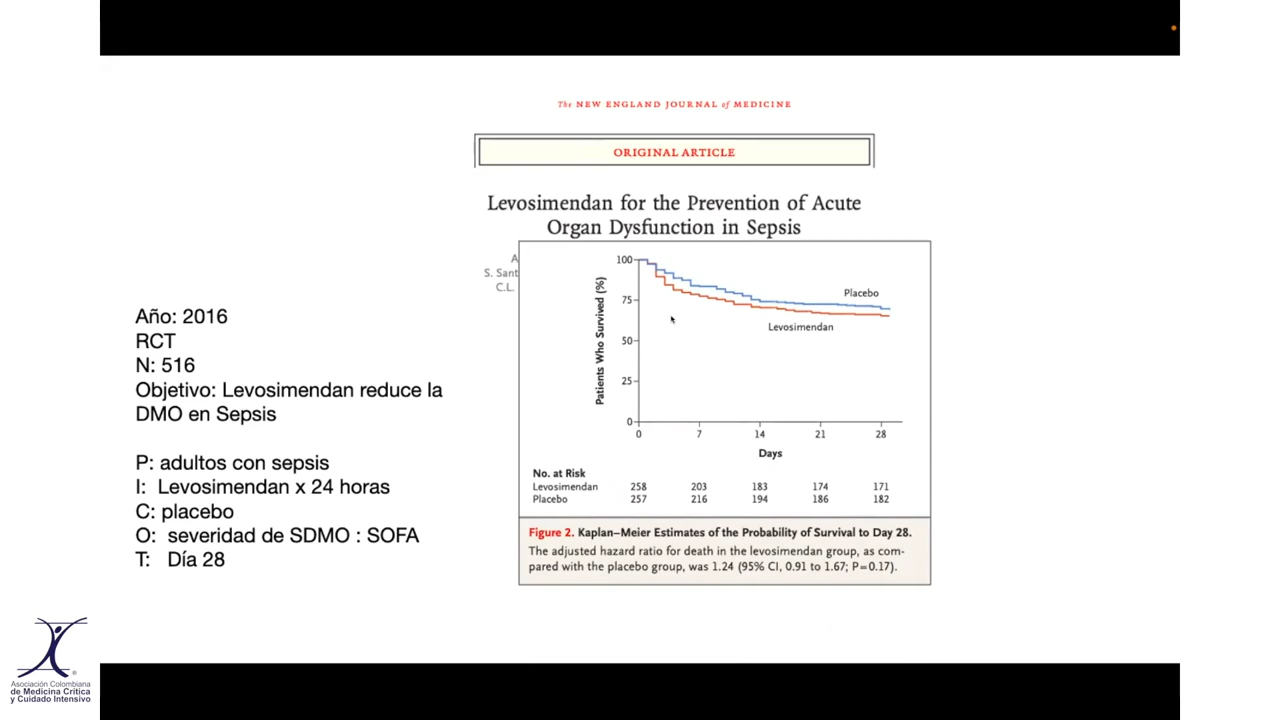 The NEW ENGLAND JOURNAL of MEDICINE
ORIGINAL ARTICLE
Levosimendan for the Prevention of Acute
Organ Dysfunction in Sepsis
A
S. Sant
C.L.
Año: 2016
RCT
N: 516
Objetivo: Levosimendan reduce la
DMO en Sepsis
P: adultos con sepsis
I: Levosimendan x 24 horas
C: placebo
O: severidad de SDMO : SOFA
T: Día 28
Patients Who Survived (%)
100
75
50
25
0
Placebo
Levosimendan
0 7 14 21 28
Days
No. at Risk
Levosimendan 258 203 183 174 171
Placebo 257 216 194 186 182
Figure 2. Kaplan–Meier Estimates of the Probability of Survival to Day 28.
The adjusted hazard ratio for death in the levosimendan group, as com-
pared with the placebo group, was 1.24 (95% CI, 0.91 to 1.67; P=0.17).
Asociación Colombiana
de Medicina Crítica
y Cuidado Intensivo